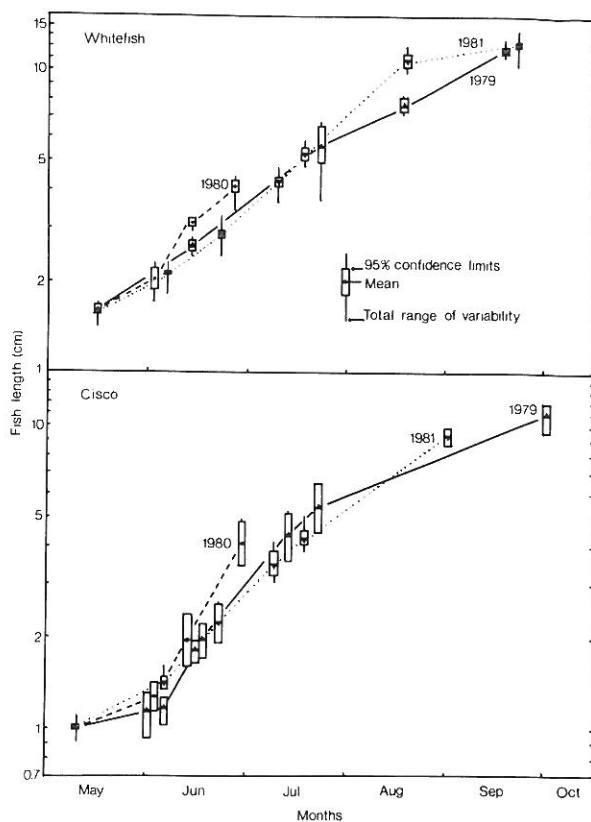 15
Whitefish
1981
10
1979
5
1980
95% confidence limits
Mean
2
Total range of variability
1
Fish length (cm)
Cisco
10
1979
1981
5
1980
2
1
0.7
May Jun Jul Aug Sep Oct
Months